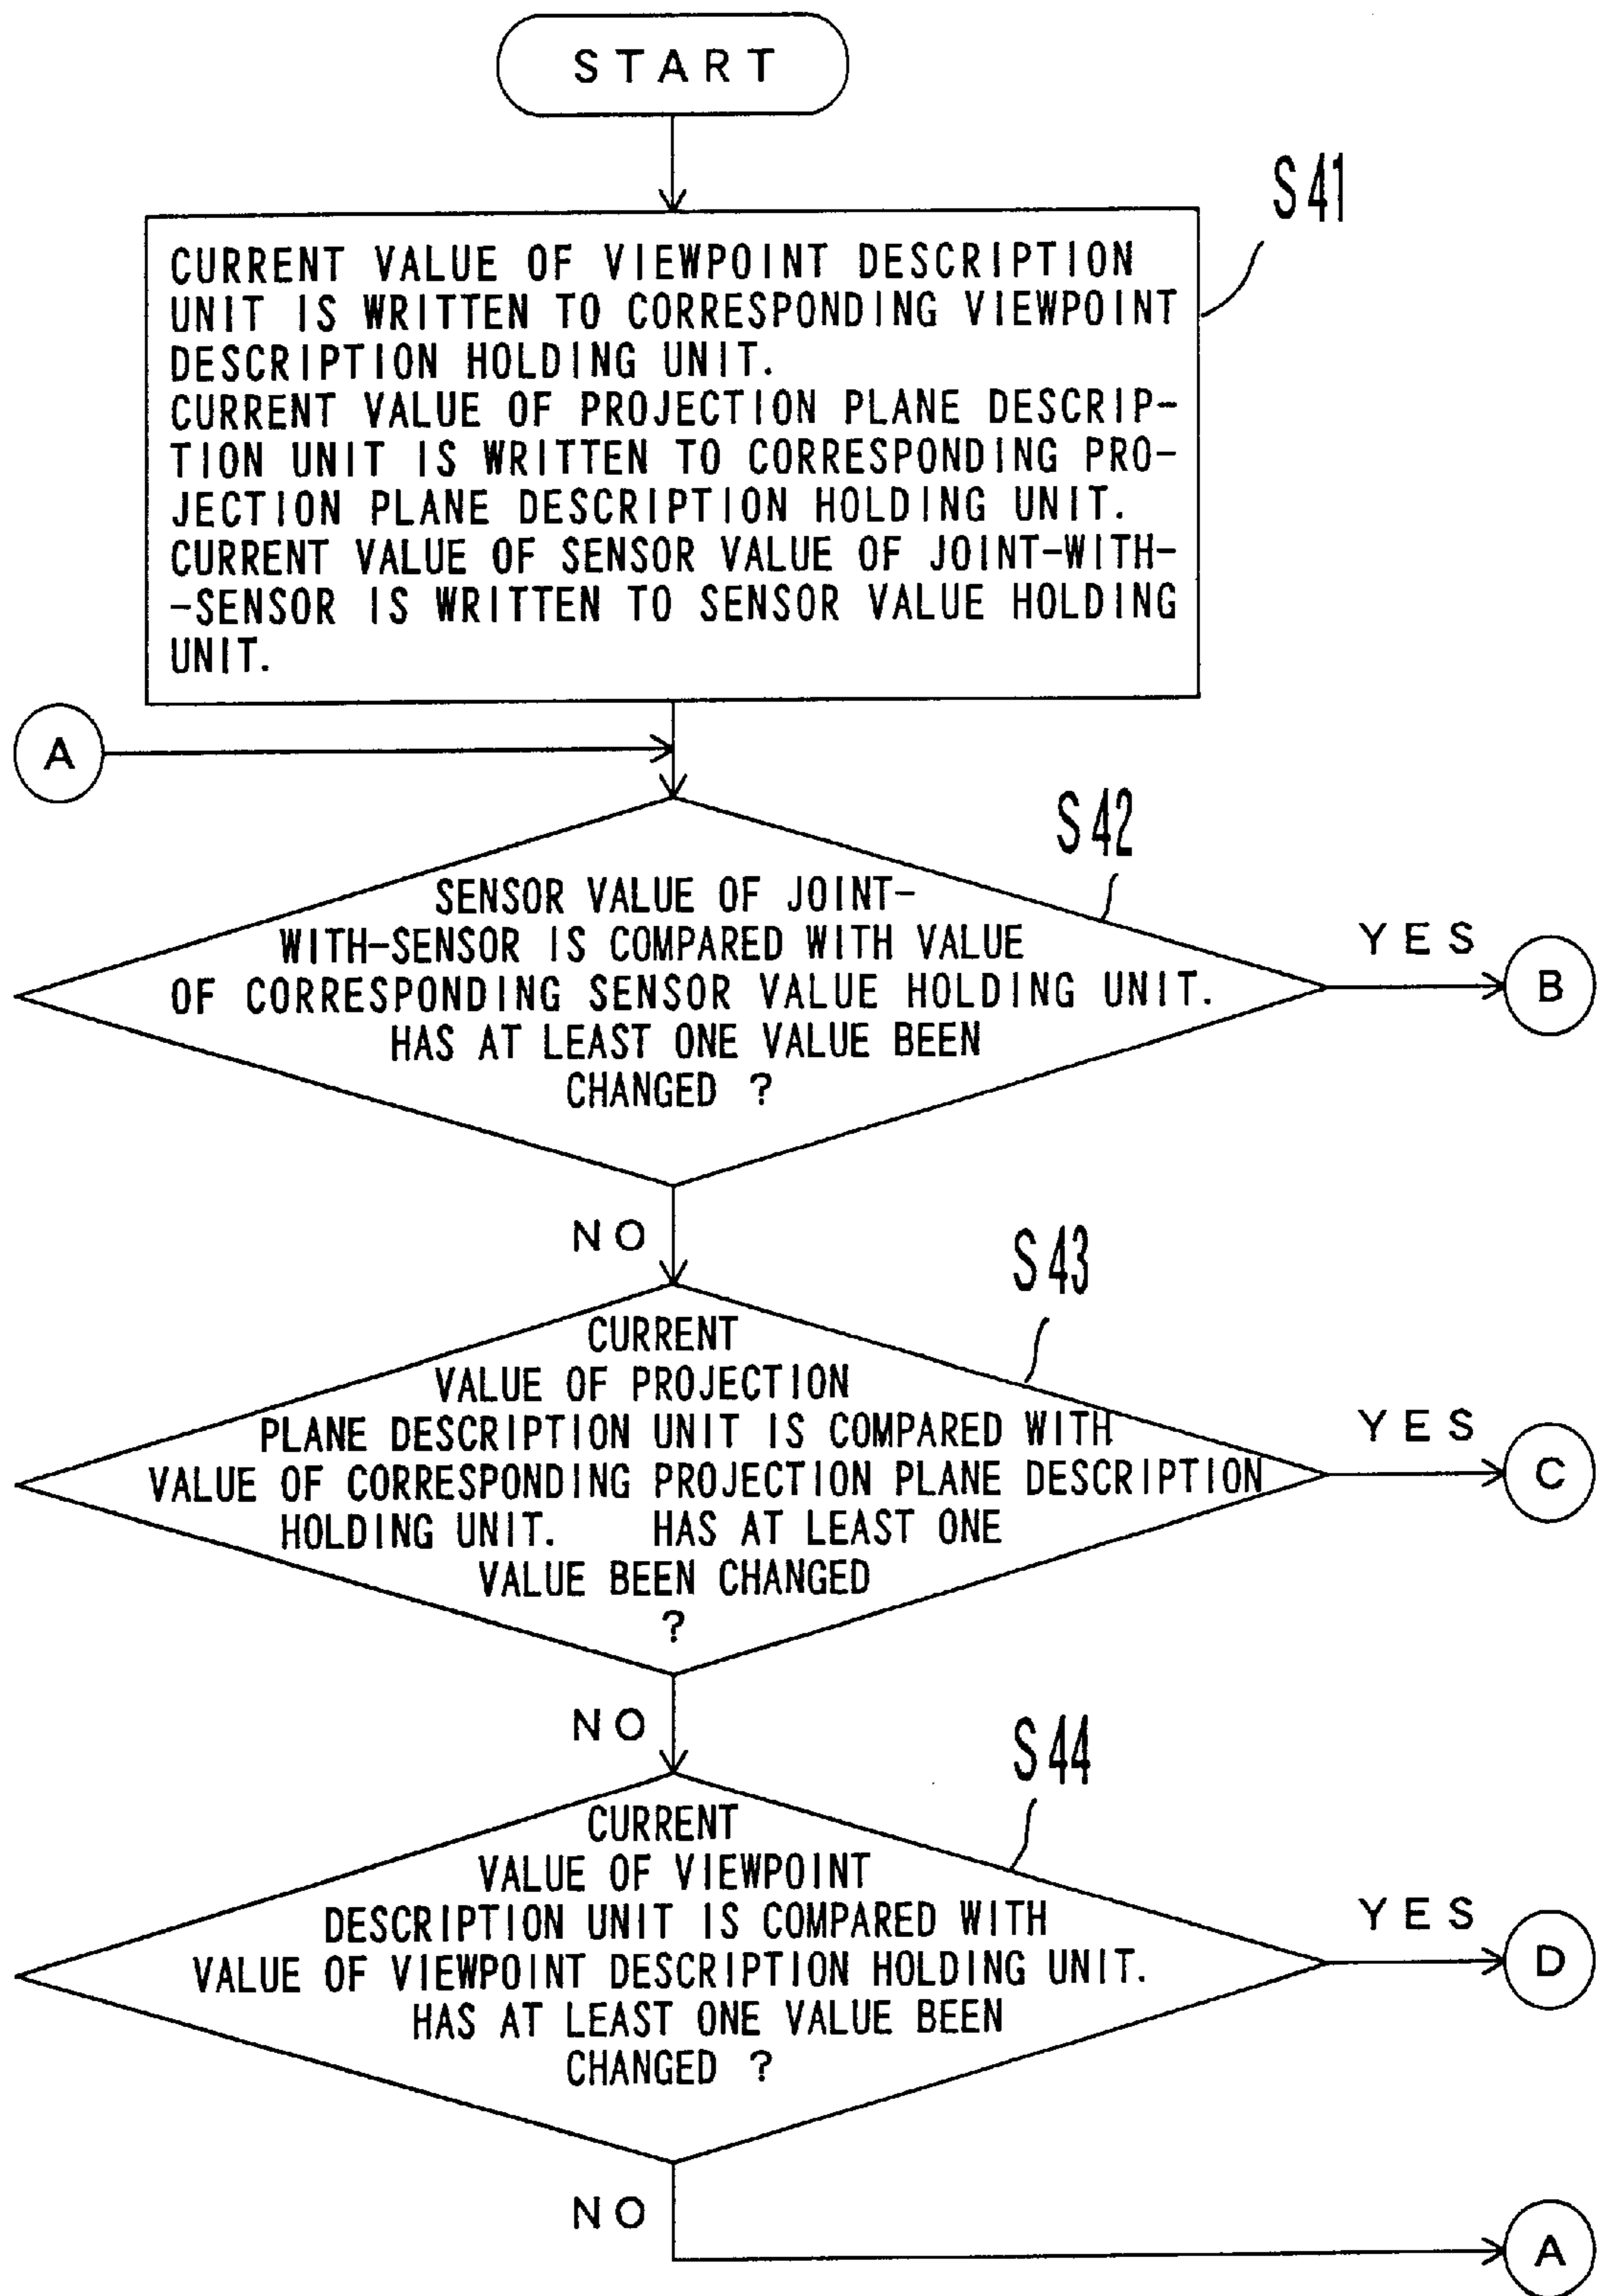 START
S41
CURRENT VALUE OF VIEWPOINT DESCRIPTION
UNIT IS WRITTEN TO CORRESPONDING VIEWPOINT
DESCRIPTION HOLDING UNIT.
CURRENT VALUE OF PROJECTION PLANE DESCRIP-
TION UNIT IS WRITTEN TO CORRESPONDING PRO-
JECTION PLANE DESCRIPTION HOLDING UNIT.
CURRENT VALUE OF SENSOR VALUE OF JOINT-WITH-
-SENSOR IS WRITTEN TO SENSOR VALUE HOLDING
UNIT.
A
S42
SENSOR VALUE OF JOINT-
WITH-SENSOR IS COMPARED WITH VALUE
OF CORRESPONDING SENSOR VALUE HOLDING UNIT.
HAS AT LEAST ONE VALUE BEEN
CHANGED ?
YES
B
NO
S43
CURRENT
VALUE OF PROJECTION
PLANE DESCRIPTION UNIT IS COMPARED WITH
VALUE OF CORRESPONDING PROJECTION PLANE DESCRIPTION
HOLDING UNIT. HAS AT LEAST ONE
VALUE BEEN CHANGED
?
YES
C
NO
S44
CURRENT
VALUE OF VIEWPOINT
DESCRIPTION UNIT IS COMPARED WITH
VALUE OF VIEWPOINT DESCRIPTION HOLDING UNIT.
HAS AT LEAST ONE VALUE BEEN
CHANGED ?
YES
D
NO
A